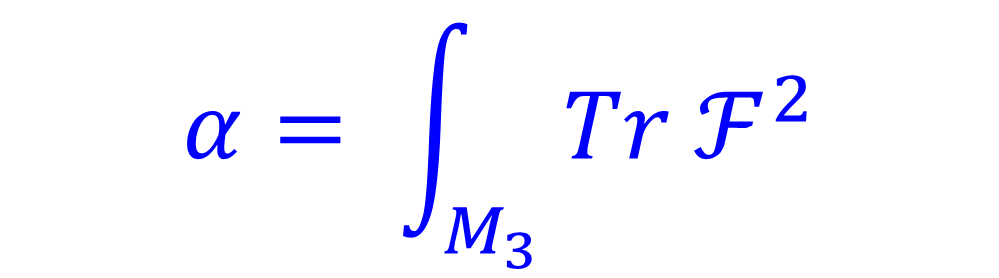 α = ∫_{M_3} Tr ℱ^2